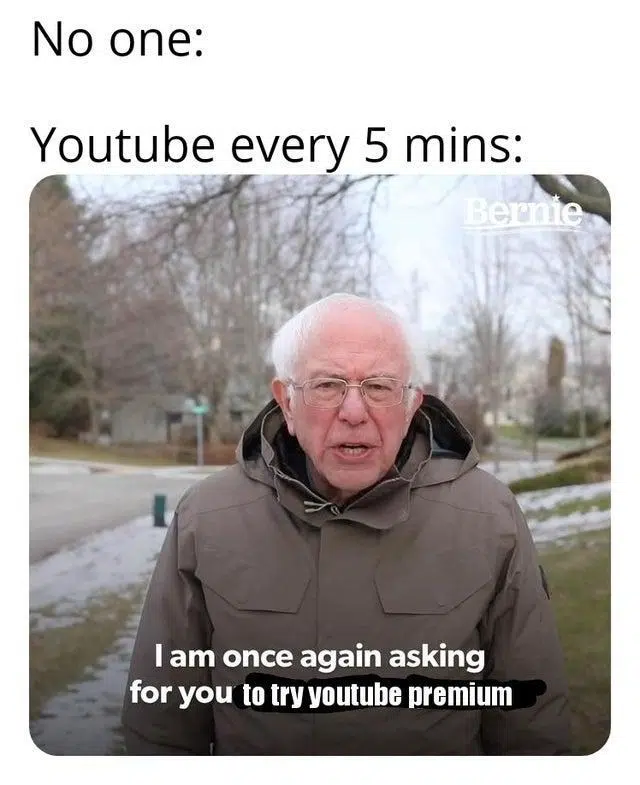 No one:
Youtube every 5 mins:
Bernie
I am once again asking
for you to try youtube premium